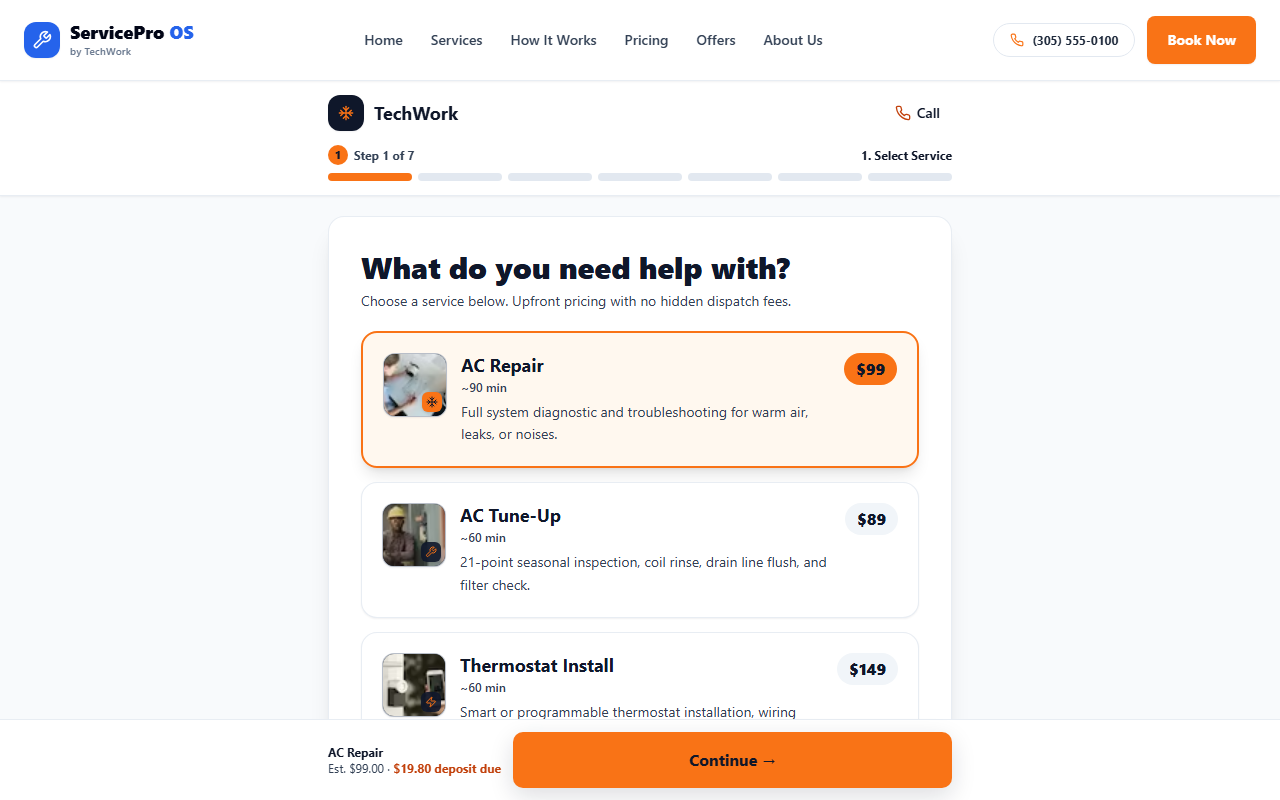 ServicePro OS
by TechWork
Home
Services
How It Works
Pricing
Offers
About Us
(305) 555-0100
Book Now
TechWork
Call
1 Step 1 of 7
1. Select Service
What do you need help with?
Choose a service below. Upfront pricing with no hidden dispatch fees.
AC Repair
$99
~90 min
Full system diagnostic and troubleshooting for warm air,
leaks, or noises.
AC Tune-Up
$89
~60 min
21-point seasonal inspection, coil rinse, drain line flush, and
filter check.
Thermostat Install
$149
~60 min
Smart or programmable thermostat installation, wiring
AC Repair
Est. $99.00 · $19.80 deposit due
Continue →